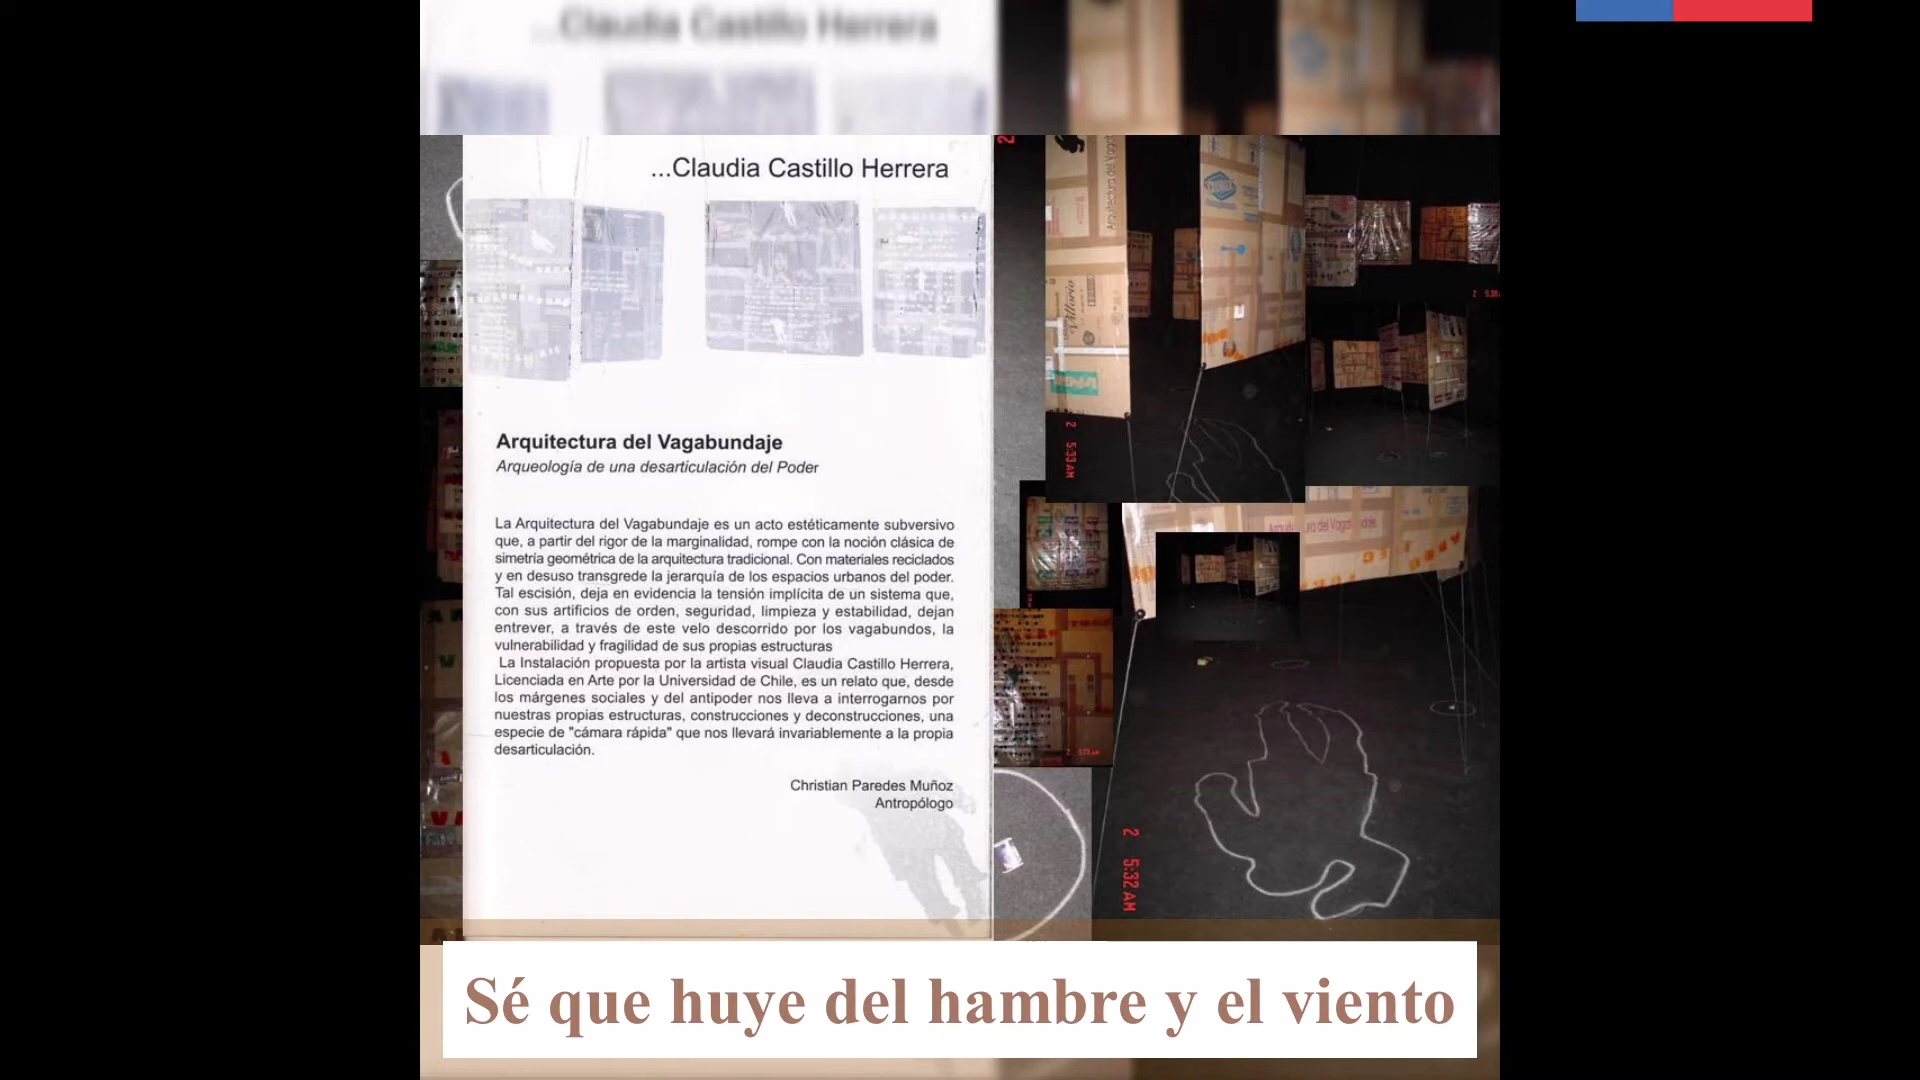 ...Claudia Castillo Herrera
...Claudia Castillo Herrera
Arquitectura del Vagabundaje
Arqueología de una desarticulación del Poder
La Arquitectura del Vagabundaje es un acto estéticamente subversivo
que, a partir del rigor de la marginalidad, rompe con la noción clásica de
simetría geométrica de la arquitectura tradicional. Con materiales reciclados
y en desuso transgrede la jerarquía de los espacios urbanos del poder.
Tal escisión, deja en evidencia la tensión implícita de un sistema que,
con sus artificios de orden, seguridad, limpieza y estabilidad, dejan
entrever, a través de este velo descorrido por los vagabundos, la
vulnerabilidad y fragilidad de sus propias estructuras
La Instalación propuesta por la artista visual Claudia Castillo Herrera,
Licenciada en Arte por la Universidad de Chile, es un relato que, desde
los márgenes sociales y del antipoder nos lleva a interrogarnos por
nuestras propias estructuras, construcciones y deconstrucciones, una
especie de "cámara rápida" que nos llevará invariablemente a la propia
desarticulación.
Christian Paredes Muñoz
Antropólogo
Vittorio
2 5:33 AM
2 5:32 AM
Sé que huye del hambre y el viento